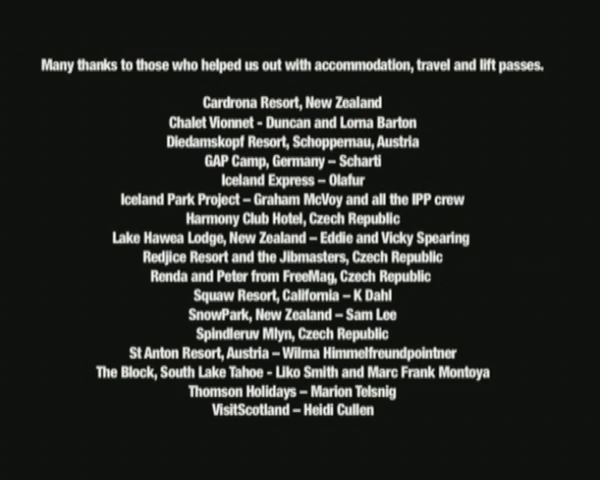 Many thanks to those who helped us out with accommodation, travel and lift passes.
Cardrona Resort, New Zealand
Chalet Vionnet - Duncan and Lorna Barton
Diedamskopf Resort, Schoppernau, Austria
GAP Camp, Germany – Scharti
Iceland Express – Olafur
Iceland Park Project – Graham McVoy and all the IPP crew
Harmony Club Hotel, Czech Republic
Lake Hawea Lodge, New Zealand – Eddie and Vicky Spearing
Redjice Resort and the Jibmasters, Czech Republic
Renda and Peter from FreeMag, Czech Republic
Squaw Resort, California – K Dahl
SnowPark, New Zealand – Sam Lee
Spindleruv Mlyn, Czech Republic
St Anton Resort, Austria – Wilma Himmelfreundpointner
The Block, South Lake Tahoe - Liko Smith and Marc Frank Montoya
Thomson Holidays – Marion Telsnig
VisitScotland – Heidi Cullen